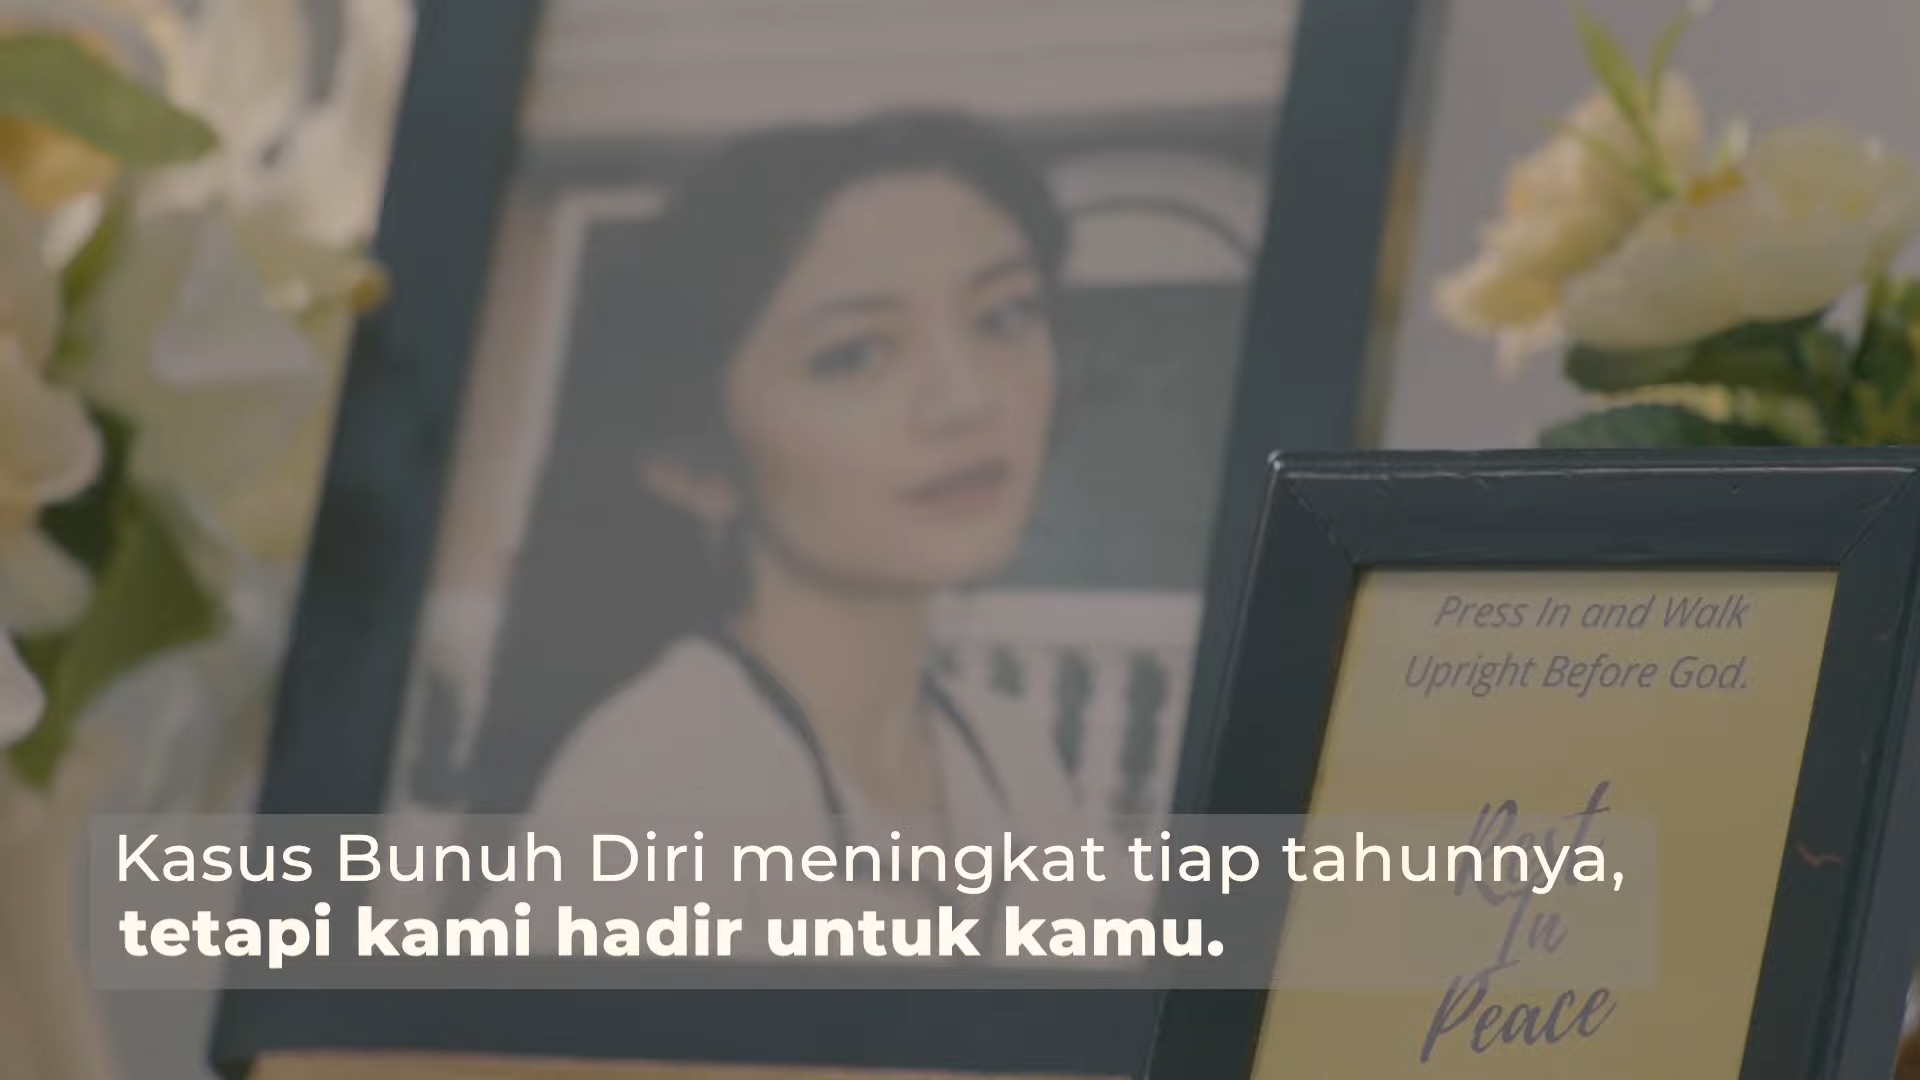 Press In and Walk
Upright Before God.
Rest
In
Peace
Kasus Bunuh Diri meningkat tiap tahunnya,
tetapi kami hadir untuk kamu.